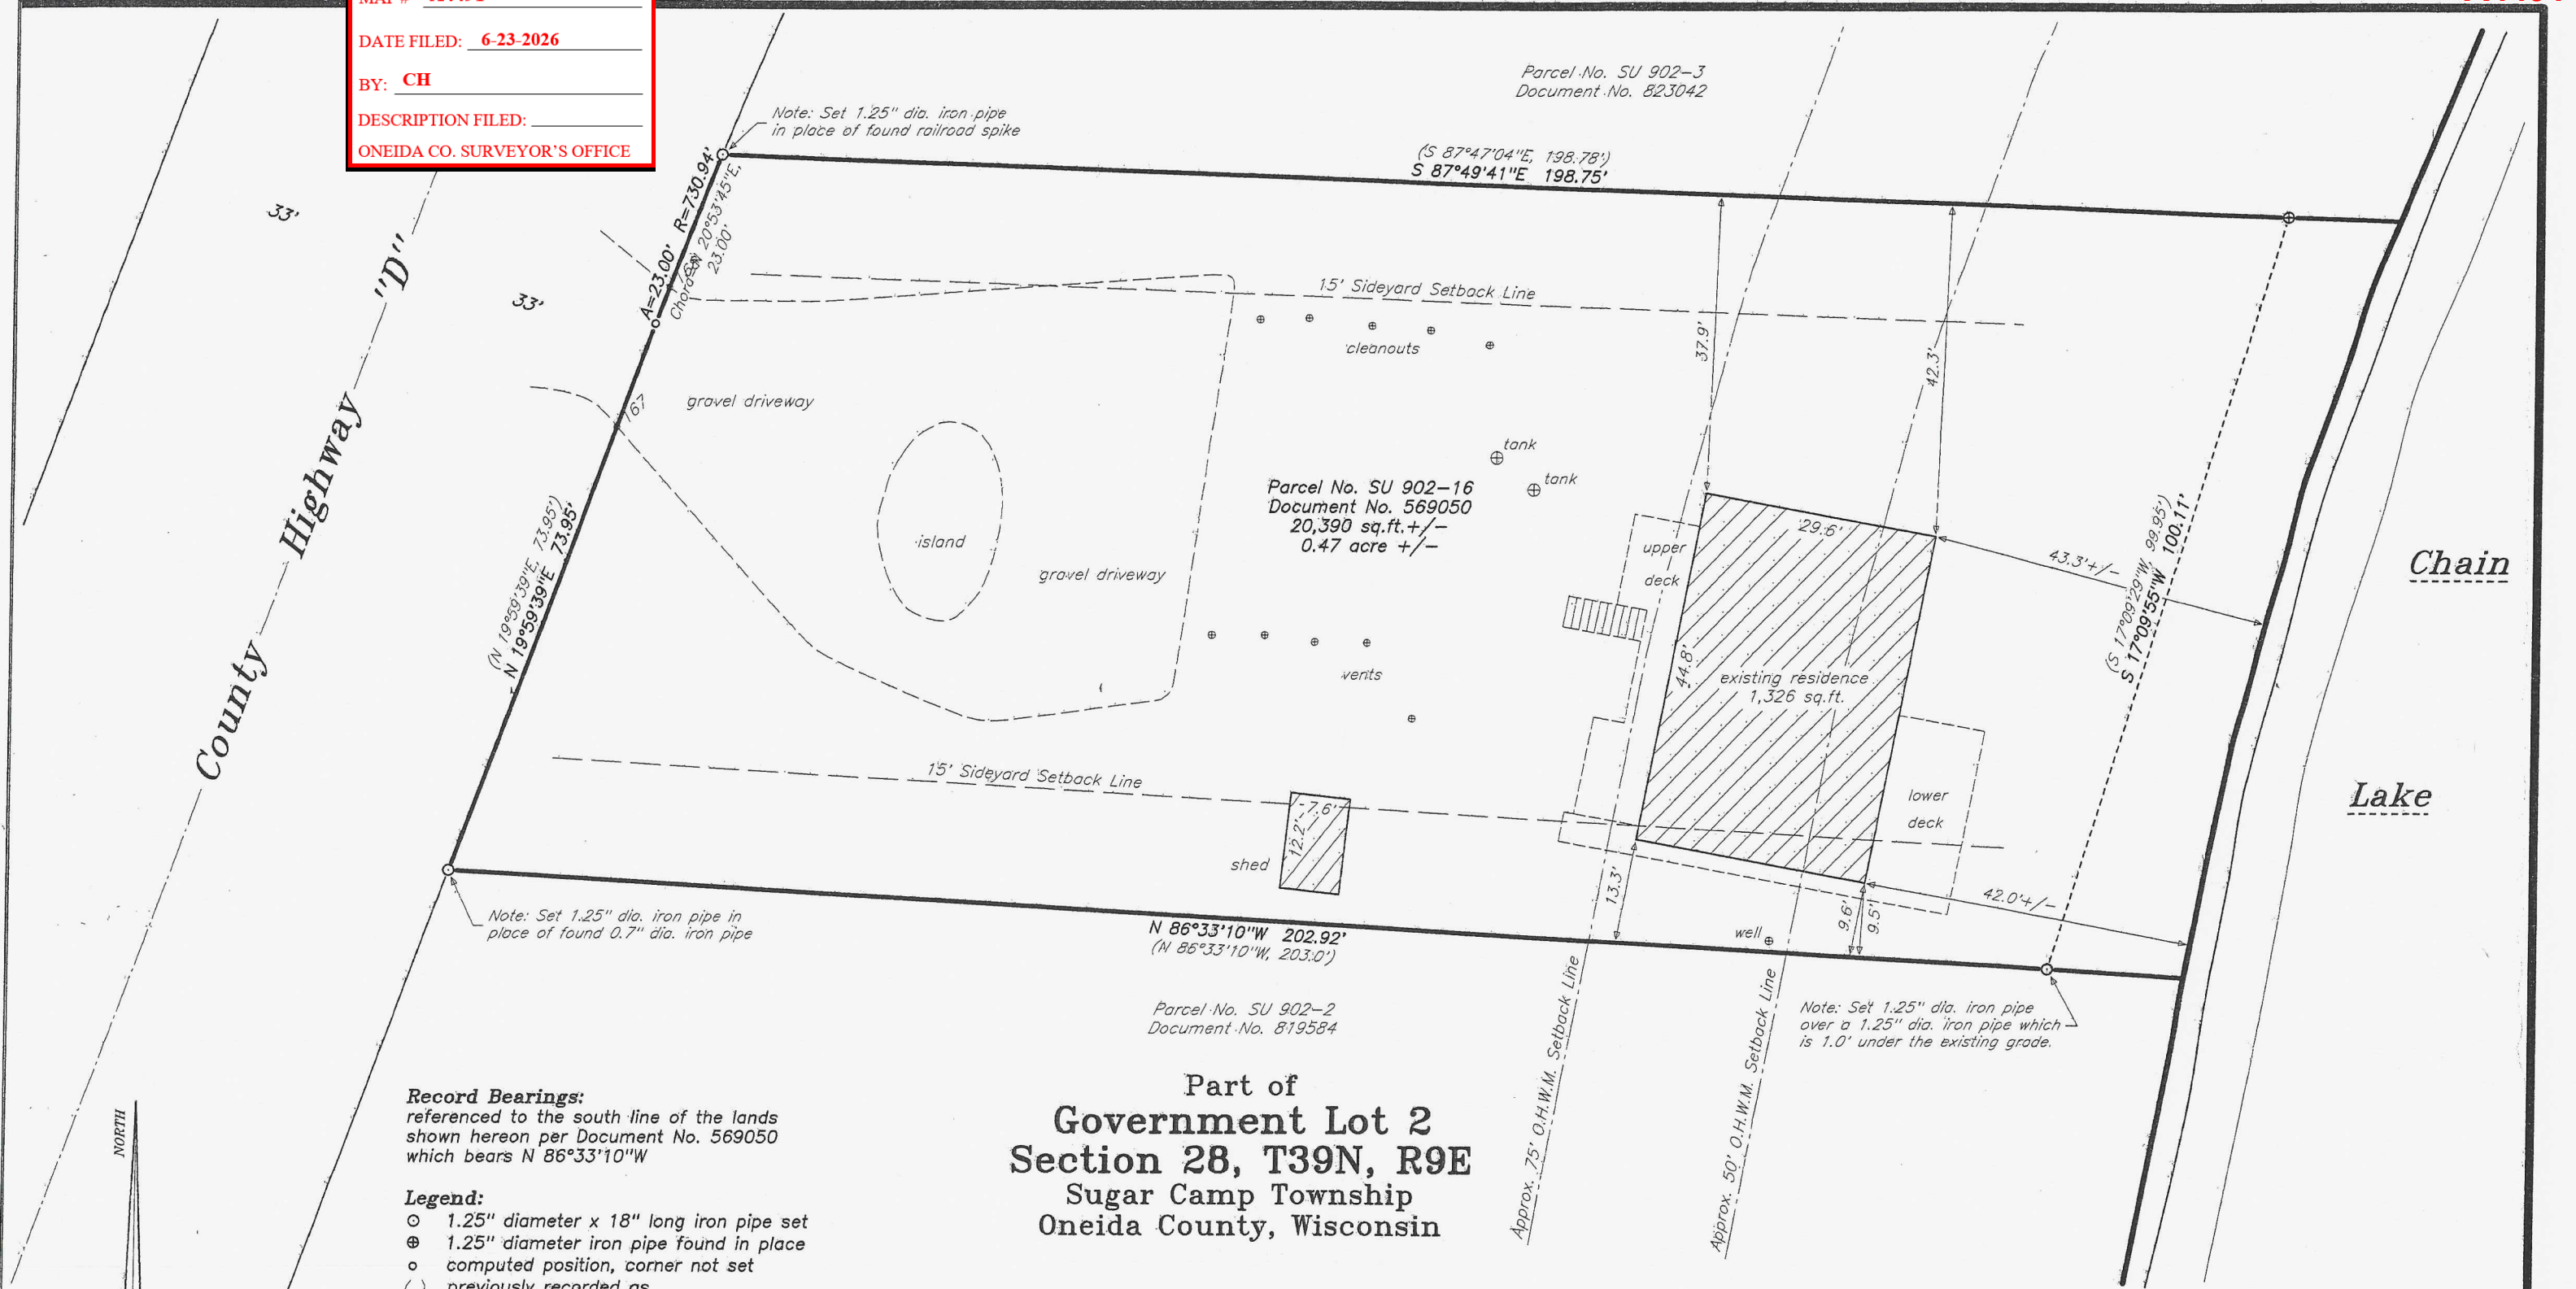 DATE FILED: 6-23-2026
BY: CH
DESCRIPTION FILED:
ONEIDA CO. SURVEYOR'S OFFICE
Parcel No. SU 902-3
Document No. 823042
Note: Set 1.25" dia. iron pipe
in place of found railroad spike
(S 87°47'04"E, 198.78')
S 87°49'41"E 198.75'
A=23.00' R=730.94'
20°53'45"E,
23.00'
33'
33'
County Highway "D"
15' Sideyard Setback Line
cleanouts
37.9'
42.3'
gravel driveway
67
tank
tank
Parcel No. SU 902-16
Document No. 569050
20,390 sq.ft.+/-
0.47 acre +/-
island
gravel driveway
upper
deck
29.6'
43.3'+/-
(S 17°09'29"W, 99.95')
S 17°09'55"W 100.11'
Chain
Lake
(N 19°59'39"E, 73.95')
N 19°59'39"E 73.95'
vents
44.8'
existing residence
1,326 sq.ft.
15' Sideyard Setback Line
7.6'
12.2'
shed
lower
deck
13.3'
9.6'
9.5'
42.0'+/-
well
Note: Set 1.25" dia. iron pipe in
place of found 0.7" dia. iron pipe
N 86°33'10"W 202.92'
(N 86°33'10"W, 203.0')
Parcel No. SU 902-2
Document No. 819584
Approx. 75' O.H.W.M. Setback Line
Approx. 50' O.H.W.M. Setback Line
Note: Set 1.25" dia. iron pipe
over a 1.25" dia. iron pipe which
is 1.0' under the existing grade.
NORTH
Record Bearings:
referenced to the south line of the lands
shown hereon per Document No. 569050
which bears N 86°33'10"W
Part of
Government Lot 2
Section 28, T39N, R9E
Sugar Camp Township
Oneida County, Wisconsin
Legend:
1.25" diameter x 18" long iron pipe set
1.25" diameter iron pipe found in place
computed position, corner not set
( ) previously recorded as